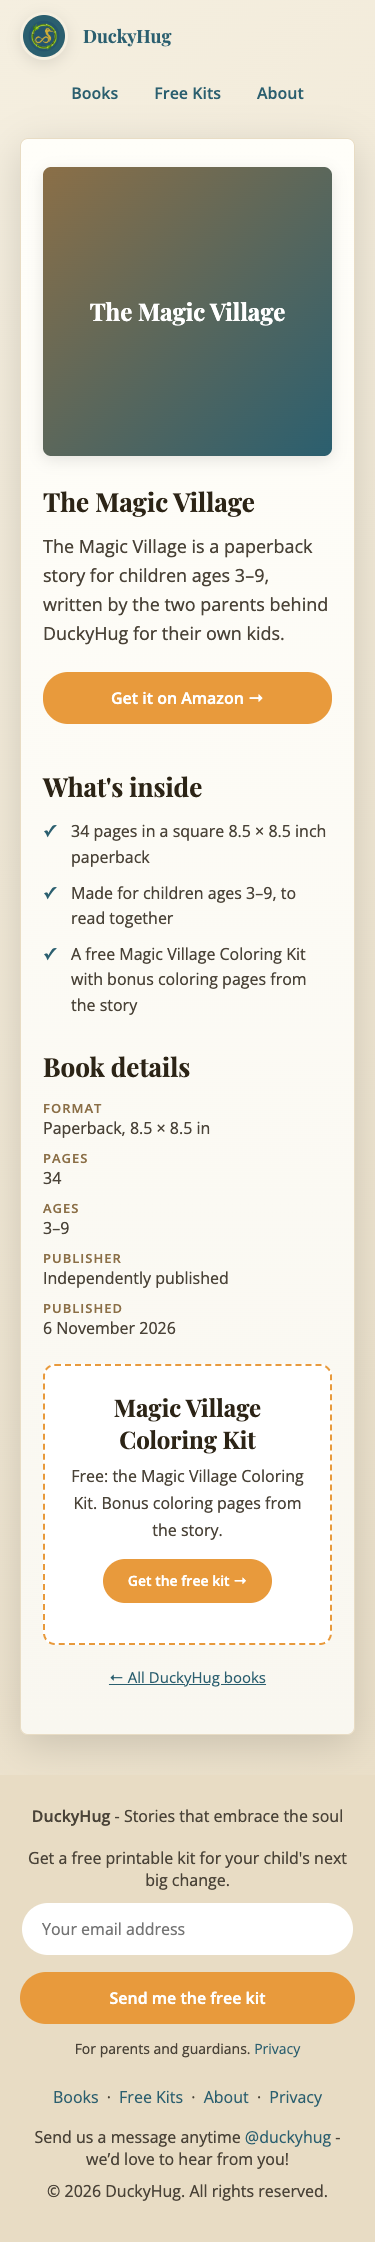 DuckyHug
Books Free Kits About
The Magic Village
The Magic Village
The Magic Village is a paperback
story for children ages 3–9,
written by the two parents behind
DuckyHug for their own kids.
Get it on Amazon →
What's inside
✓ 34 pages in a square 8.5 × 8.5 inch
paperback
✓ Made for children ages 3–9, to
read together
✓ A free Magic Village Coloring Kit
with bonus coloring pages from
the story
Book details
FORMAT
Paperback, 8.5 × 8.5 in
PAGES
34
AGES
3–9
PUBLISHER
Independently published
PUBLISHED
6 November 2026
Magic Village
Coloring Kit
Free: the Magic Village Coloring
Kit. Bonus coloring pages from
the story.
Get the free kit →
← All DuckyHug books
DuckyHug - Stories that embrace the soul
Get a free printable kit for your child's next
big change.
Your email address
Send me the free kit
For parents and guardians. Privacy
Books · Free Kits · About · Privacy
Send us a message anytime @duckyhug -
we’d love to hear from you!
© 2026 DuckyHug. All rights reserved.